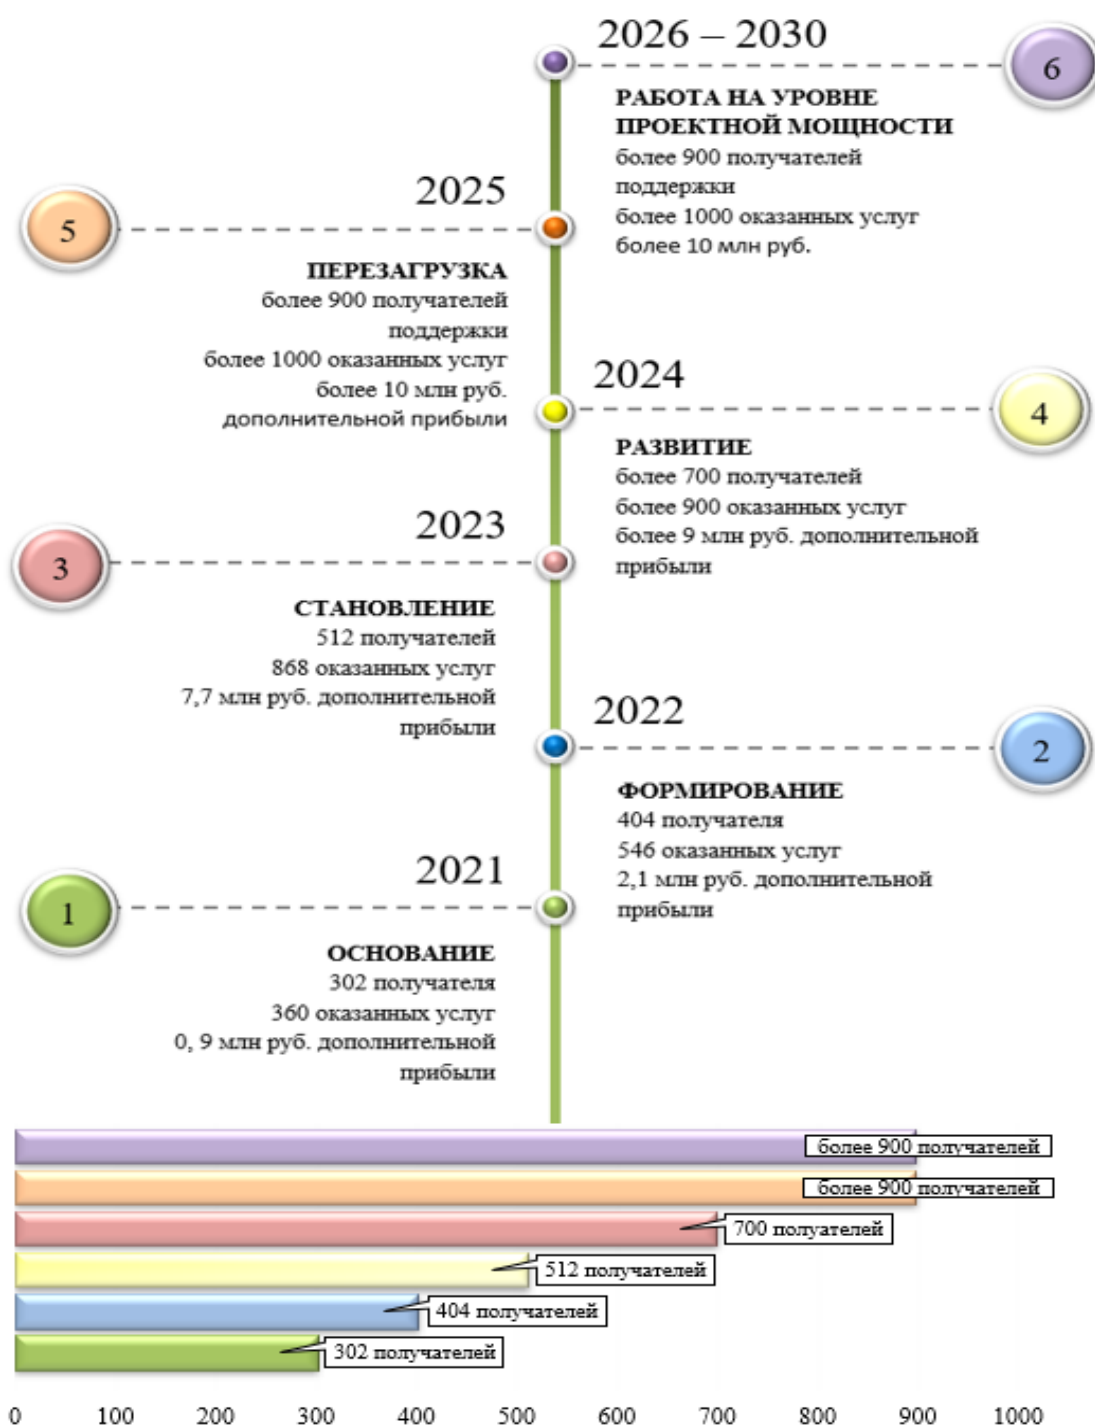 2026 – 2030
6
РАБОТА НА УРОВНЕ
ПРОЕКТНОЙ МОЩНОСТИ
более 900 получателей
поддержки
более 1000 оказанных услуг
более 10 млн руб.
2025
5
ПЕРЕЗАГРУЗКА
более 900 получателей
поддержки
более 1000 оказанных услуг
более 10 млн руб.
дополнительной прибыли
2024
4
РАЗВИТИЕ
более 700 получателей
более 900 оказанных услуг
более 9 млн руб. дополнительной
прибыли
2023
3
СТАНОВЛЕНИЕ
512 получателей
868 оказанных услуг
7,7 млн руб. дополнительной
прибыли
2022
2
ФОРМИРОВАНИЕ
404 получателя
546 оказанных услуг
2,1 млн руб. дополнительной
прибыли
2021
1
ОСНОВАНИЕ
302 получателя
360 оказанных услуг
0, 9 млн руб. дополнительной
прибыли
более 900 получателей
более 900 получателей
700 полуателей
512 получателей
404 получателей
302 получателей
0 100 200 300 400 500 600 700 800 900 1000